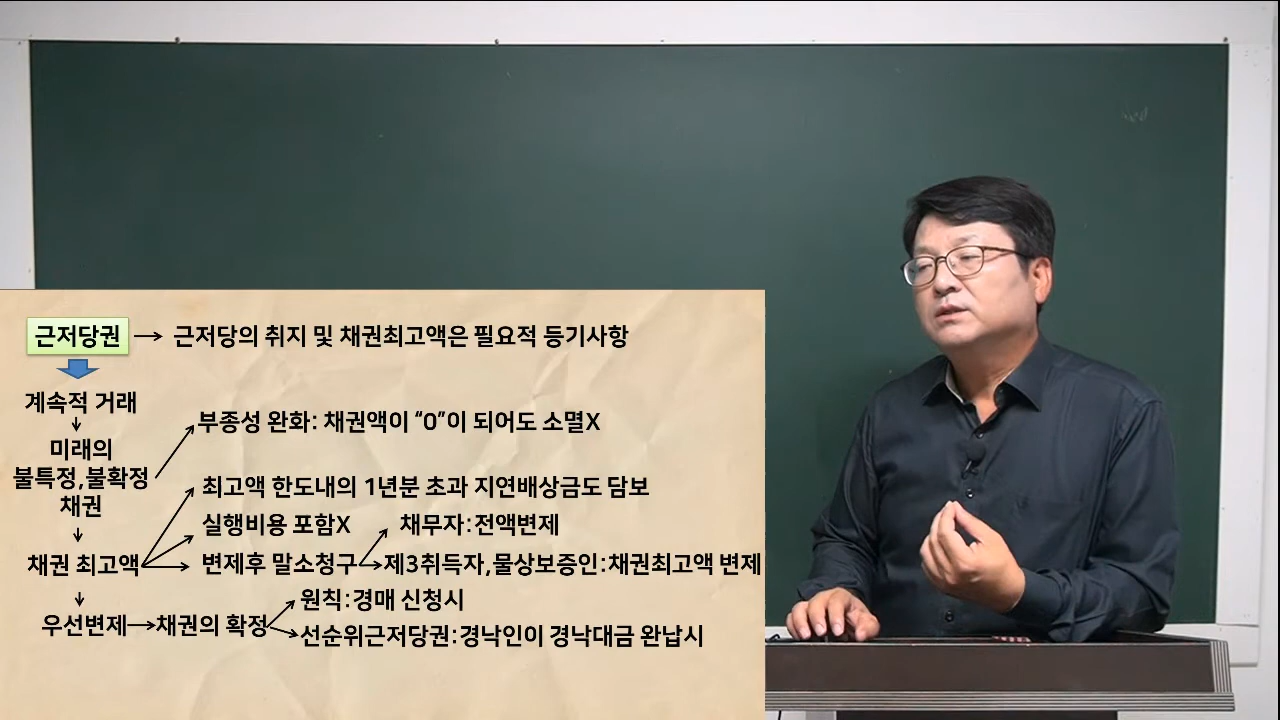 근저당권 → 근저당의 취지 및 채권최고액은 필요적 등기사항
계속적 거래
부종성 완화: 채권액이 “0”이 되어도 소멸X
미래의
불특정,불확정
채권
최고액 한도내의 1년분 초과 지연배상금도 담보
실행비용 포함X
채무자:전액변제
채권 최고액
변제후 말소청구
제3취득자,물상보증인:채권최고액 변제
원칙:경매 신청시
우선변제→채권의 확정
선순위근저당권:경낙인이 경낙대금 완납시